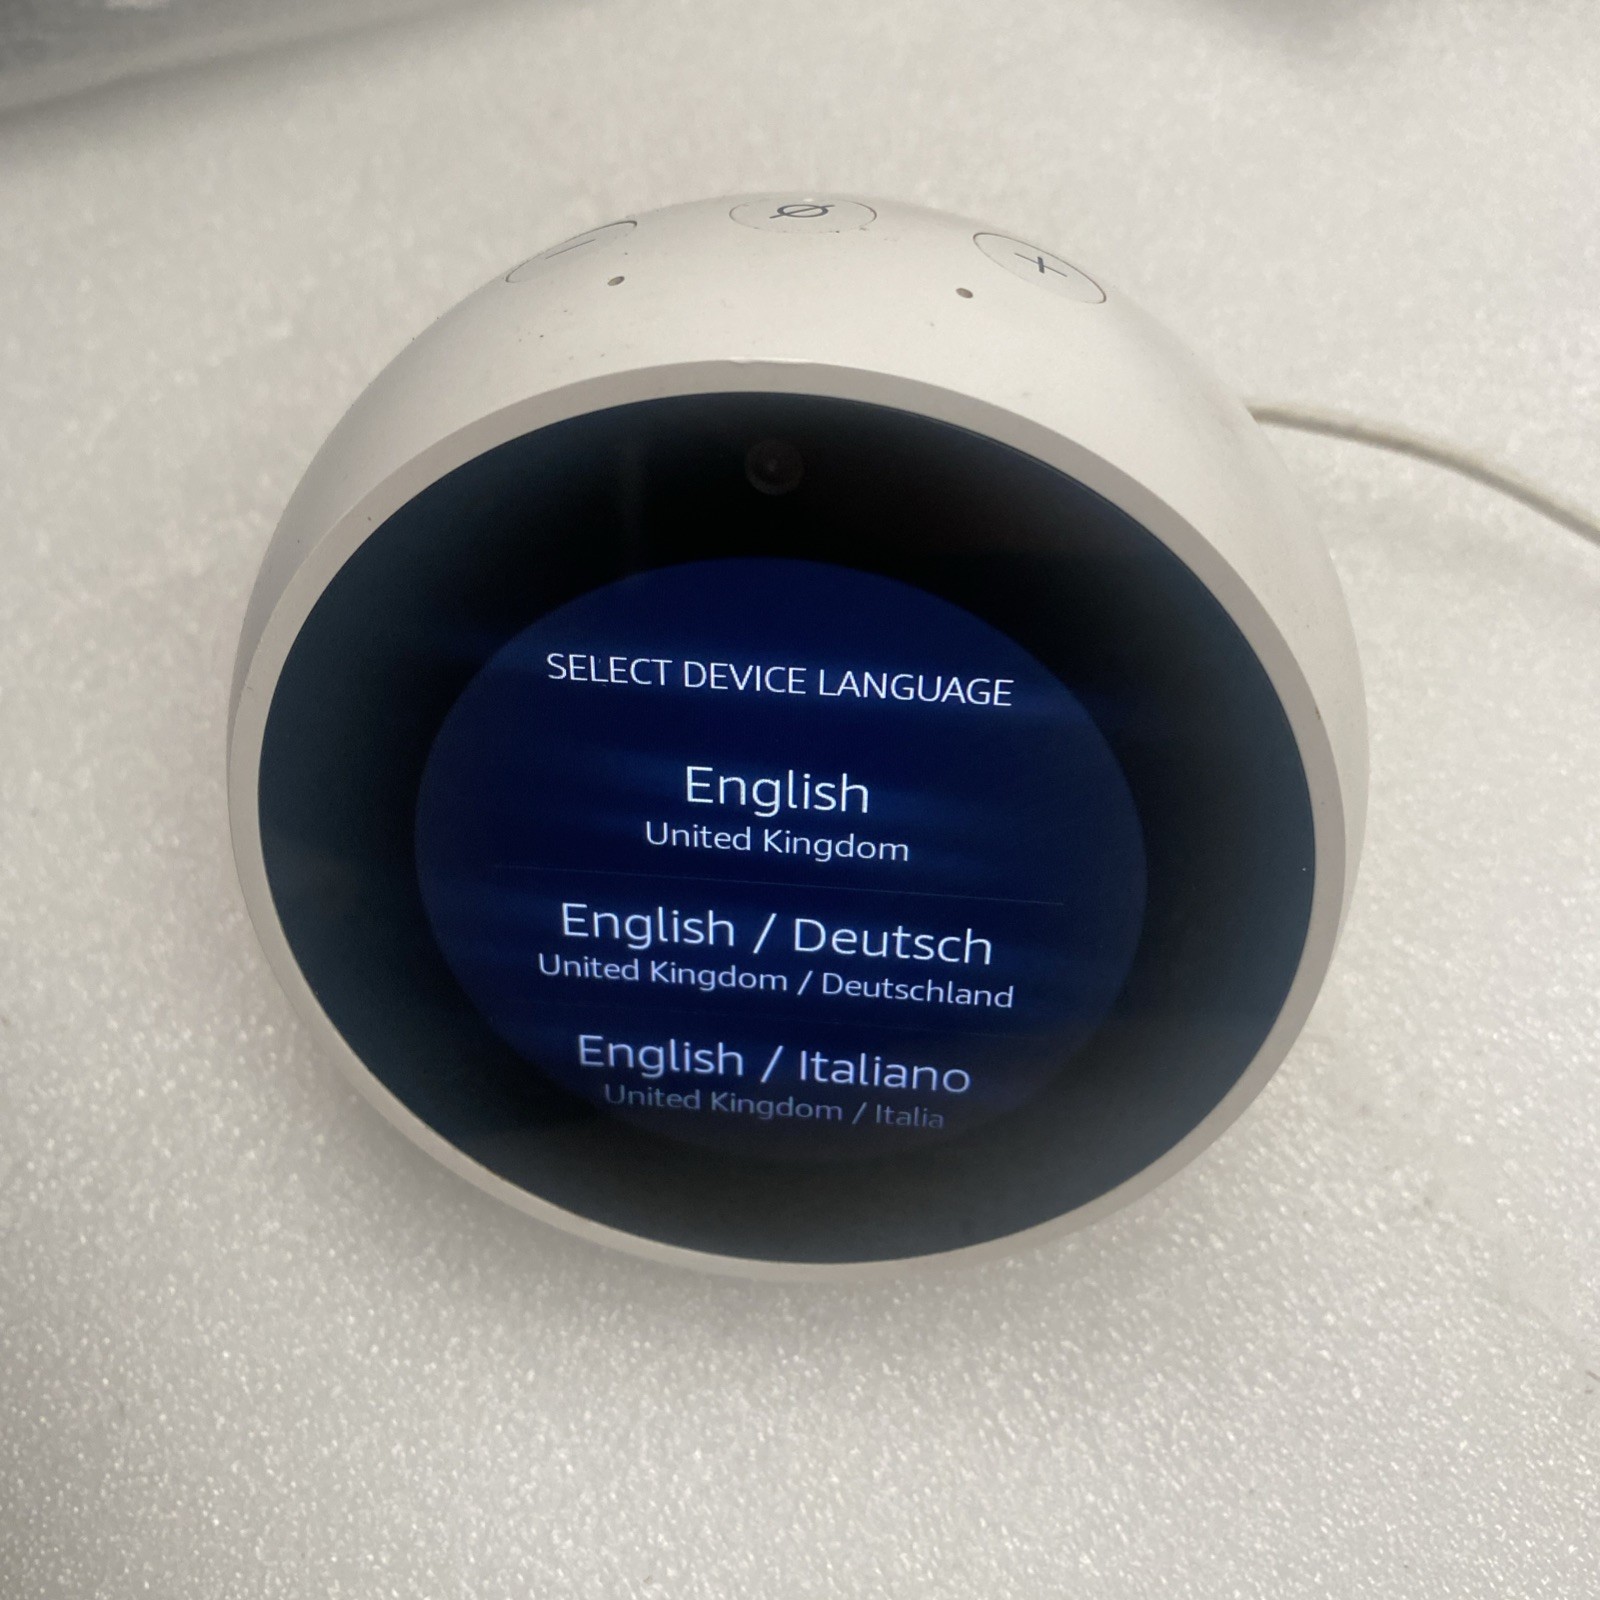 SELECT DEVICE LANGUAGE
English
United Kingdom
English / Deutsch
United Kingdom / Deutschland
English / Italiano
United Kingdom / Italia